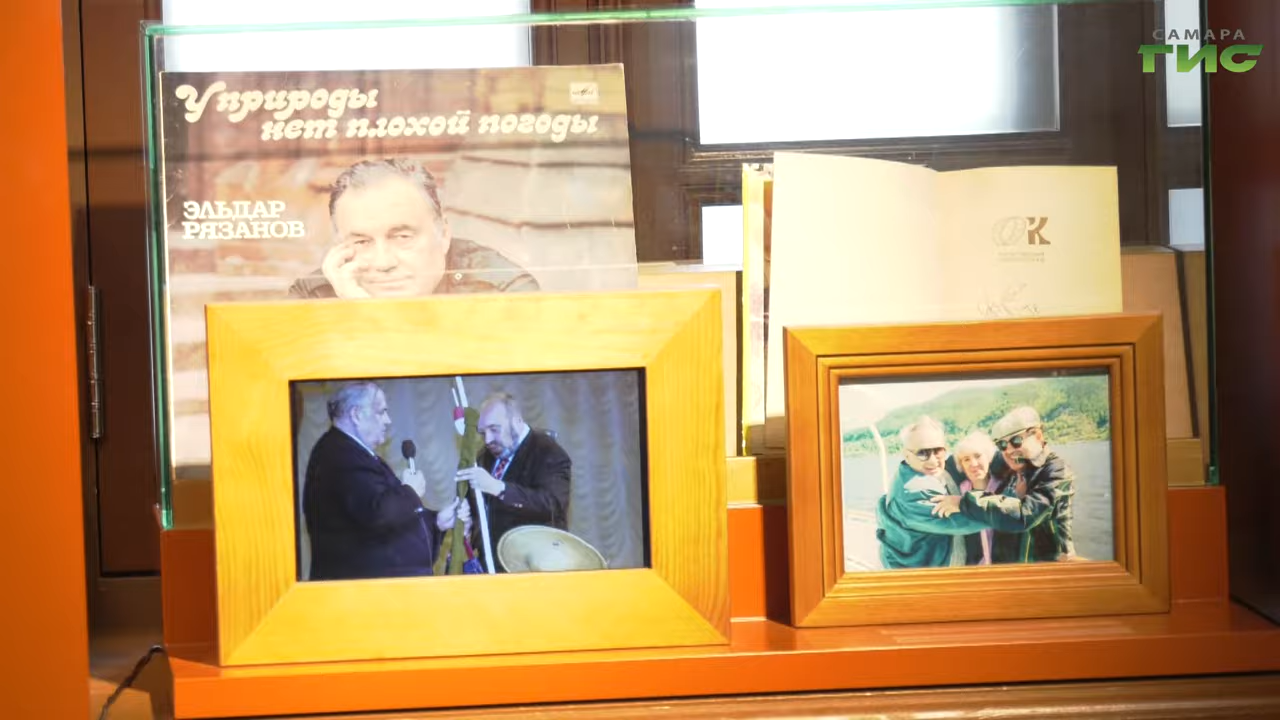 САМАРА
ГИС
У природы
нет плохой погоды
ЭЛЬДАР
РЯЗАНОВ
К